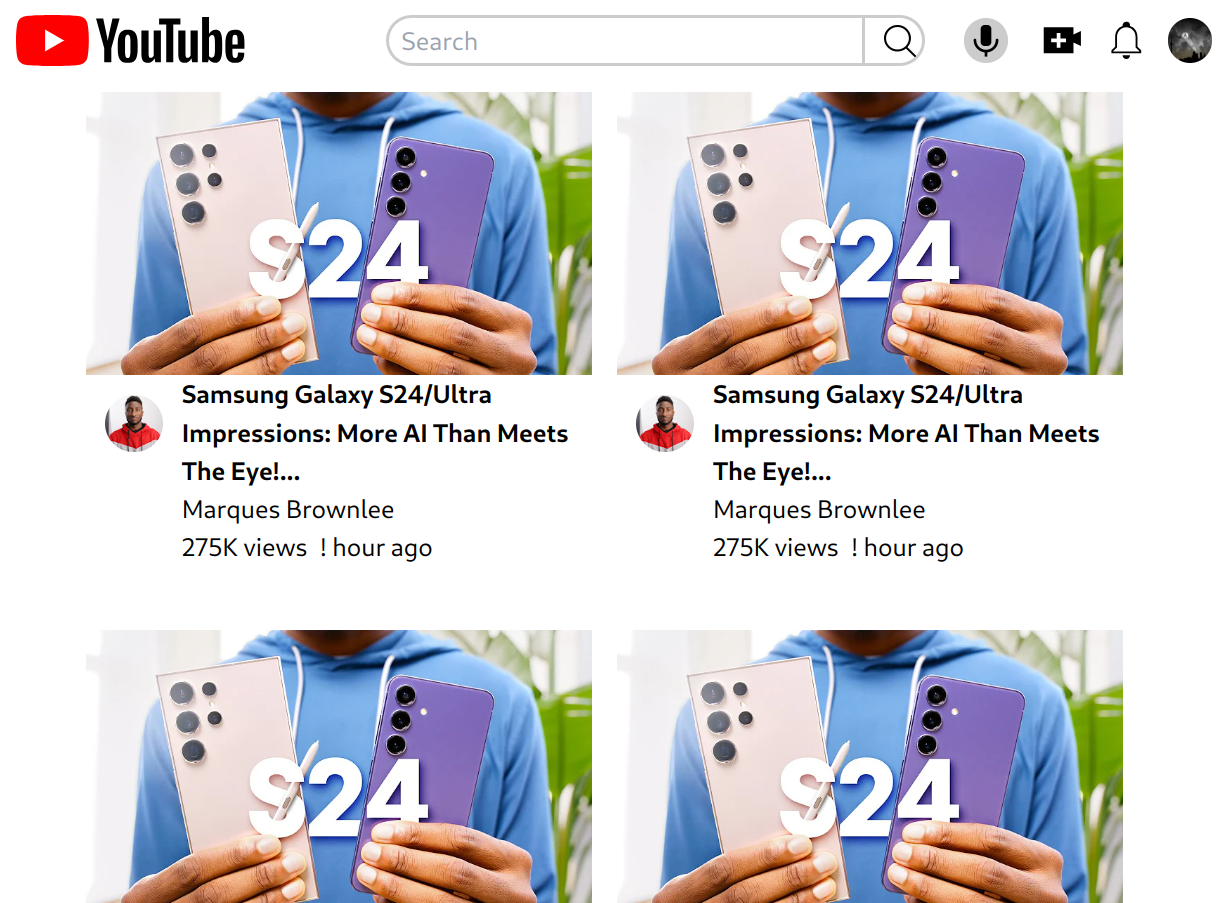 YouTube
Search
S24
S24
Samsung Galaxy S24/Ultra
Impressions: More AI Than Meets
The Eye!...
Marques Brownlee
275K views ! hour ago
Samsung Galaxy S24/Ultra
Impressions: More AI Than Meets
The Eye!...
Marques Brownlee
275K views ! hour ago
S24
S24